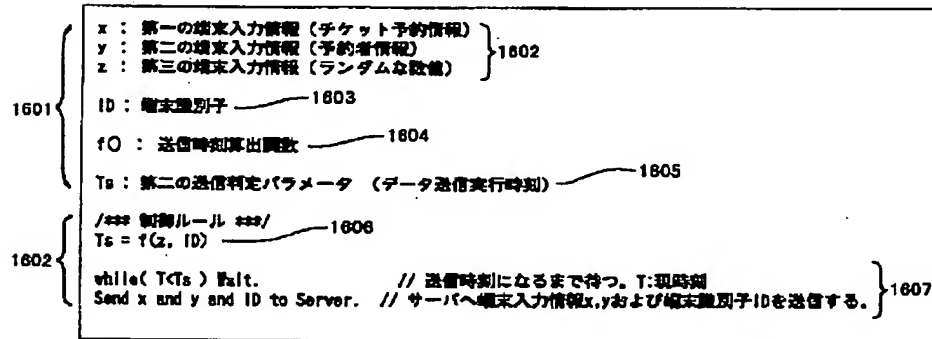 x : 第一の端末入力情報 (チケット予約情報)
y : 第二の端末入力情報 (予約者情報)
z : 第三の端末入力情報 (ランダムな数値)
1602
1601
ID : 端末識別子
1603
f() : 送信時刻算出関数
1604
Ts : 第二の送信判定パラメータ (データ送信実行時刻)
1605
/*** 制御ルール ***/
Ts = f(z, ID)
1606
1602
while( T<Ts ) Wait. // 送信時刻になるまで待つ。T:現時刻
Send x and y and ID to Server. // サーバへ端末入力情報x,yおよび端末識別子IDを送信する。
1607